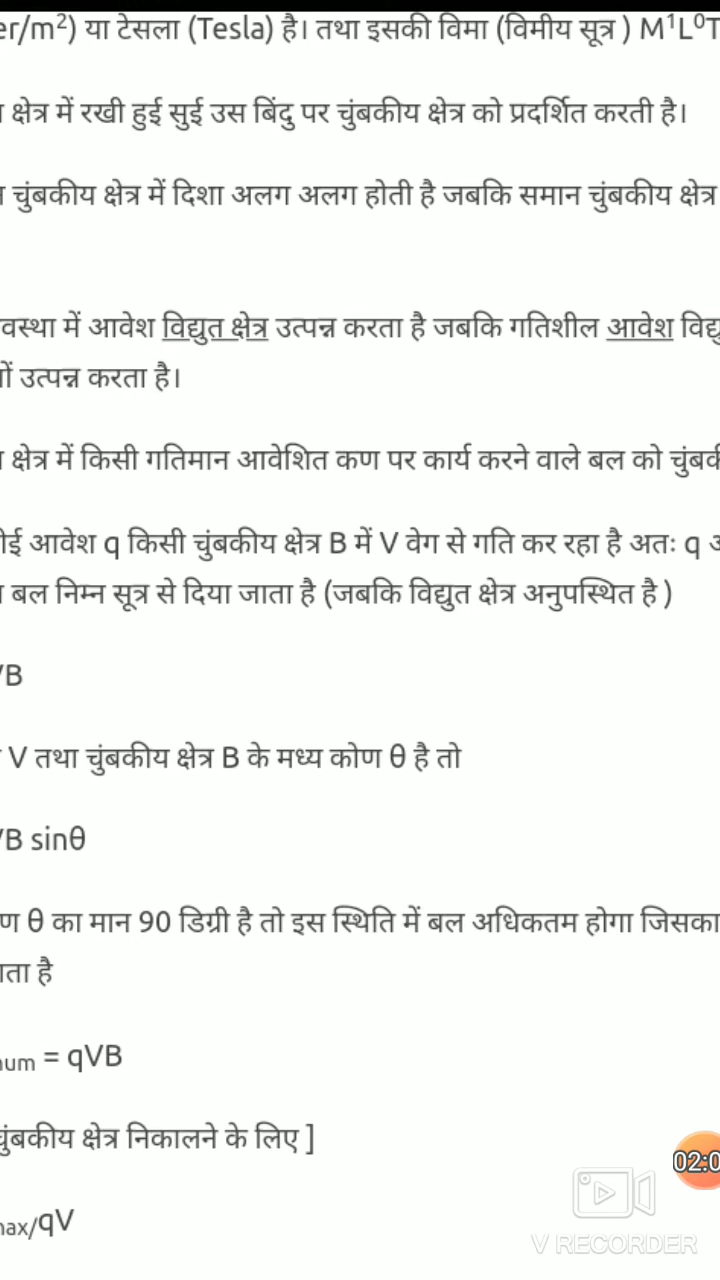 er/m²) या टेसला (Tesla) है। तथा इसकी विमा (विमीय सूत्र ) M¹L⁰T
क्षेत्र में रखी हुई सुई उस बिंदु पर चुंबकीय क्षेत्र को प्रदर्शित करती है।
चुंबकीय क्षेत्र में दिशा अलग अलग होती है जबकि समान चुंबकीय क्षेत्र
वस्था में आवेश विद्युत क्षेत्र उत्पन्न करता है जबकि गतिशील आवेश विद्यु
ों उत्पन्न करता है।
क्षेत्र में किसी गतिमान आवेशित कण पर कार्य करने वाले बल को चुंबकी
ोई आवेश q किसी चुंबकीय क्षेत्र B में V वेग से गति कर रहा है अतः q
बल निम्न सूत्र से दिया जाता है (जबकि विद्युत क्षेत्र अनुपस्थित है )
VB
V तथा चुंबकीय क्षेत्र B के मध्य कोण θ है तो
VB sinθ
ण θ का मान 90 डिग्री है तो इस स्थिति में बल अधिकतम होगा जिसका
ाता है
num = qVB
चुंबकीय क्षेत्र निकालने के लिए ]
max/qV
02:0
V RECORDER